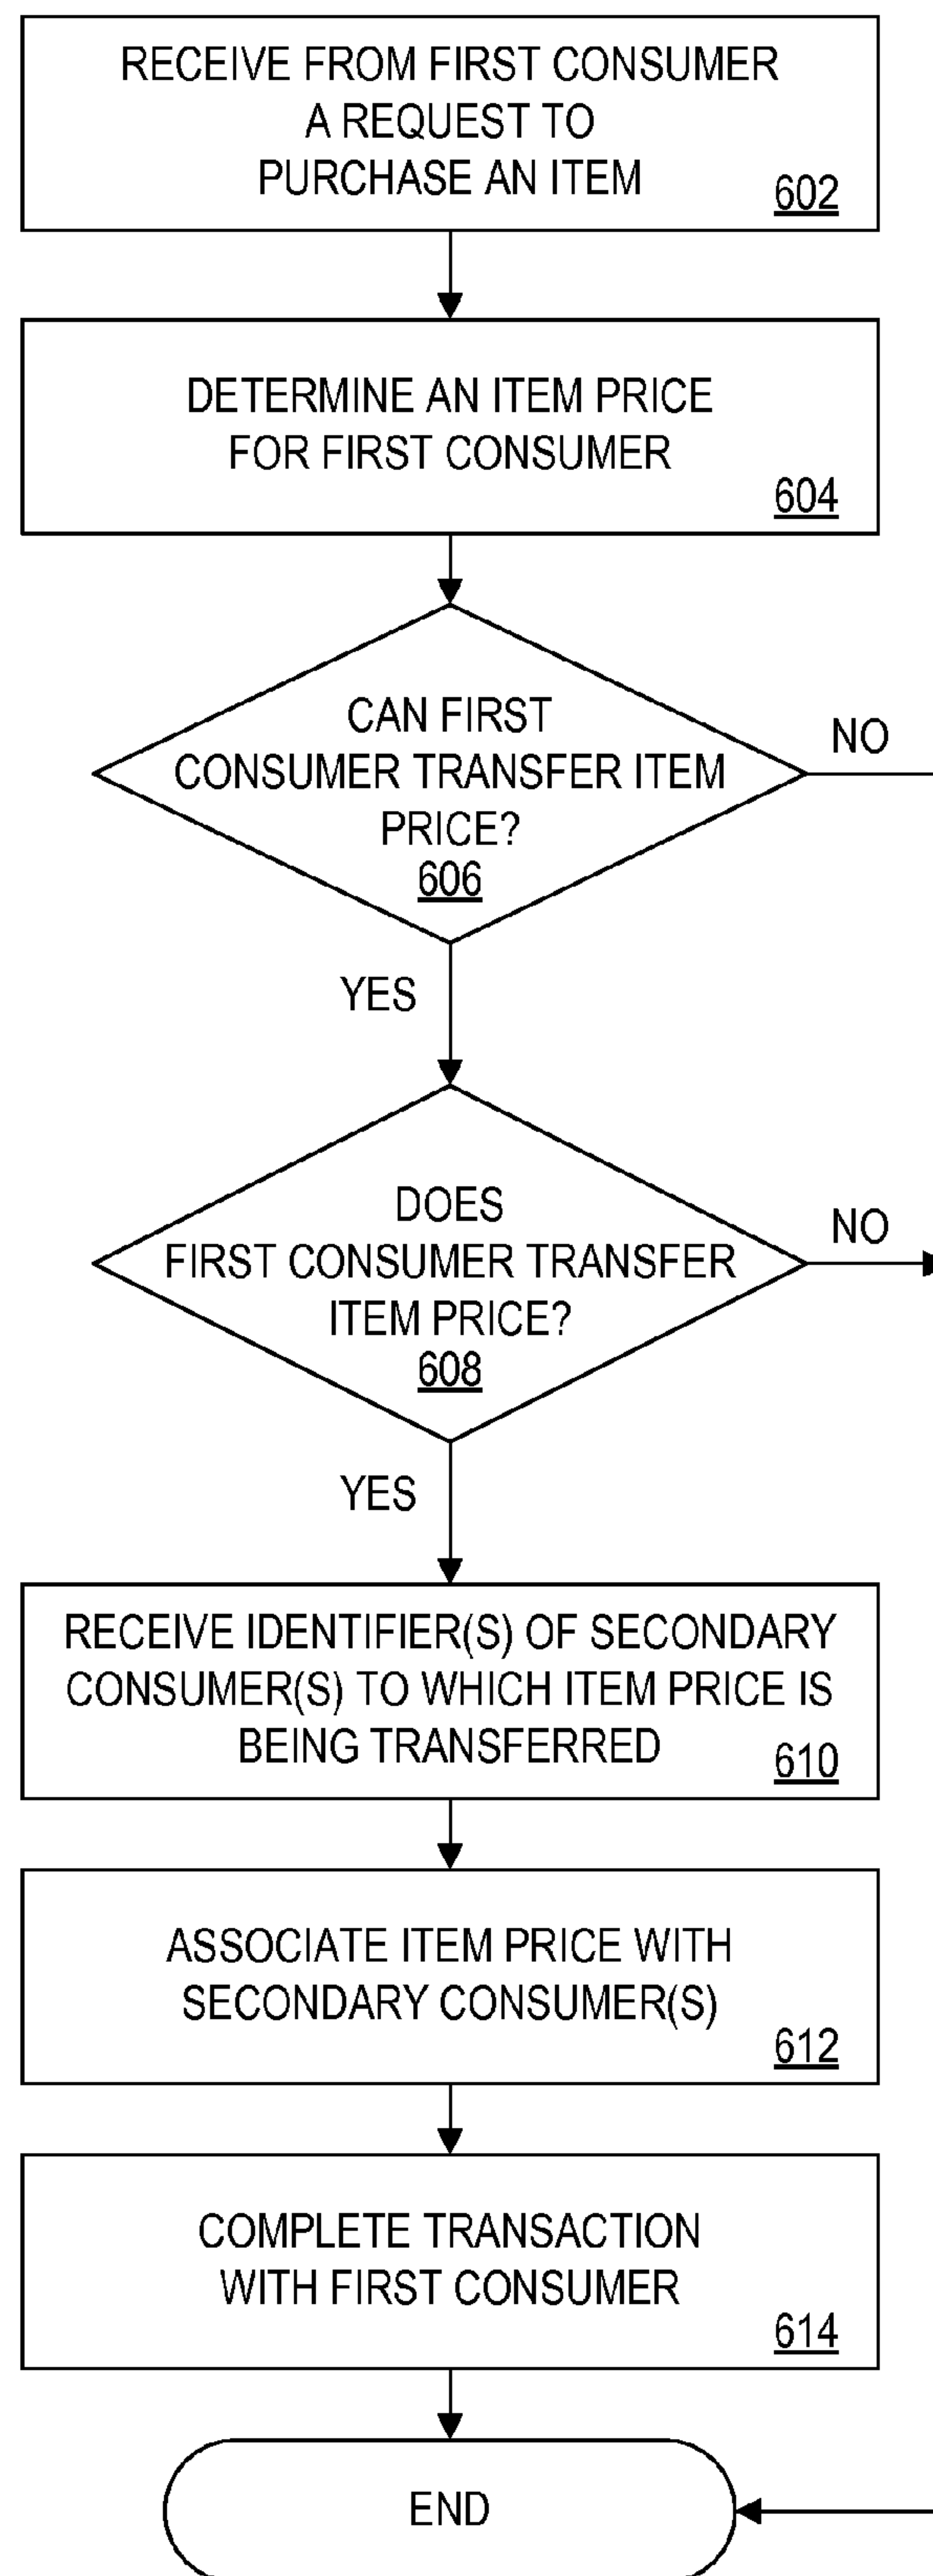 RECEIVE FROM FIRST CONSUMER
A REQUEST TO
PURCHASE AN ITEM
602
DETERMINE AN ITEM PRICE
FOR FIRST CONSUMER
604
CAN FIRST
CONSUMER TRANSFER ITEM
PRICE?
606
NO
YES
DOES
FIRST CONSUMER TRANSFER
ITEM PRICE?
608
NO
YES
RECEIVE IDENTIFIER(S) OF SECONDARY
CONSUMER(S) TO WHICH ITEM PRICE IS
BEING TRANSFERRED
610
ASSOCIATE ITEM PRICE WITH
SECONDARY CONSUMER(S)
612
COMPLETE TRANSACTION
WITH FIRST CONSUMER
614
END